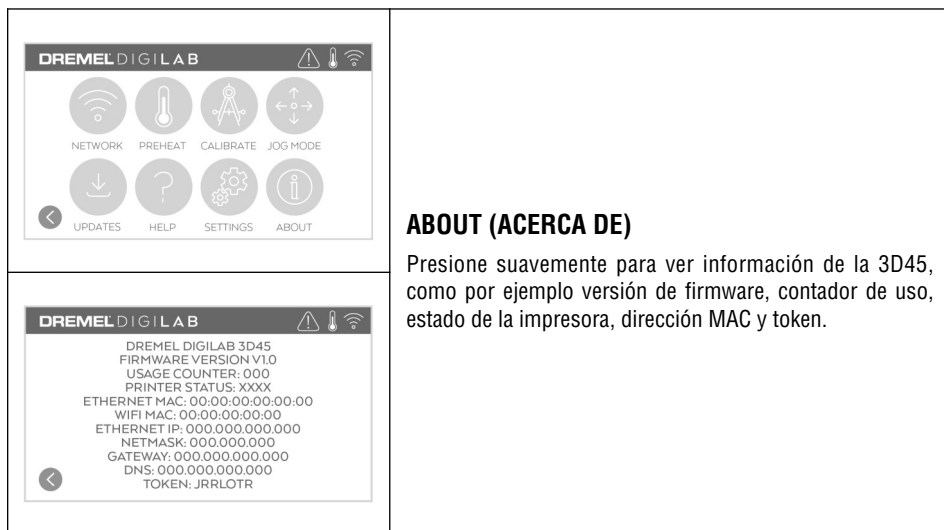 DREMEL DIGILAB
NETWORK PREHEAT CALIBRATE JOG MODE
UPDATES HELP SETTINGS ABOUT
DREMEL DIGILAB
DREMEL DIGILAB 3D45
FIRMWARE VERSION V1.0
USAGE COUNTER: 000
PRINTER STATUS: XXXX
ETHERNET MAC: 00:00:00:00:00:00
WIFI MAC: 00:00:00:00:00
ETHERNET IP: 000.000.000.000
NETMASK: 000.000.000
GATEWAY: 000.000.000.000
DNS: 000.000.000.000
TOKEN: JRRLOTR
ABOUT (ACERCA DE)
Presione suavemente para ver información de la 3D45,
como por ejemplo versión de firmware, contador de uso,
estado de la impresora, dirección MAC y token.